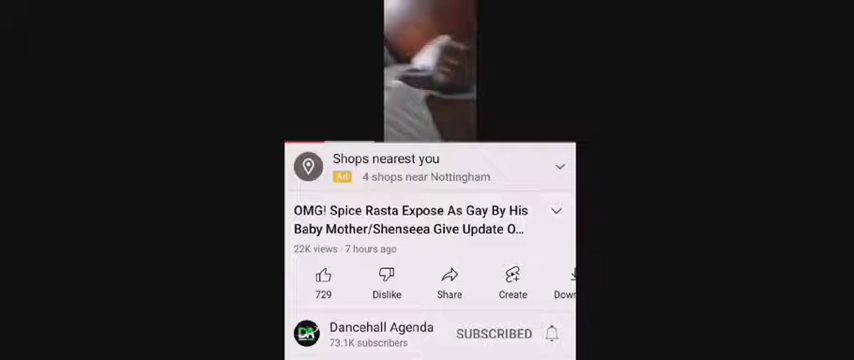 Shops nearest you
Ad 4 shops near Nottingham
OMG! Spice Rasta Expose As Gay By His
Baby Mother/Shenseea Give Update O...
22K views · 7 hours ago
729 Dislike Share Create Down
Dancehall Agenda SUBSCRIBED
73.1K subscribers